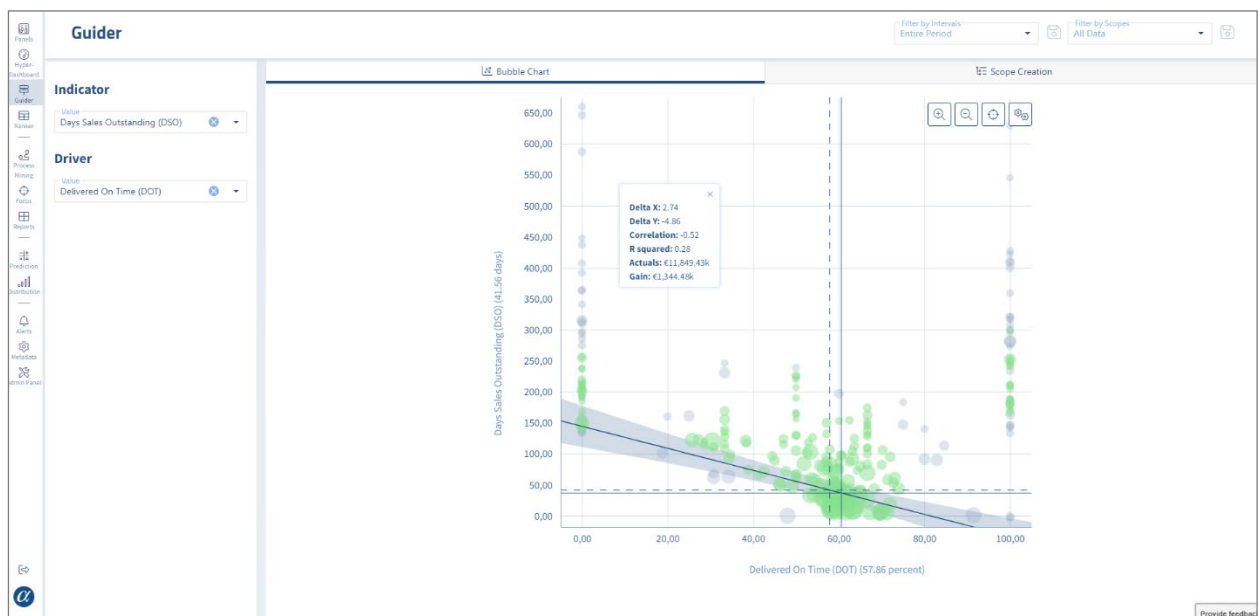 Guider
Filter by Intervals
Entire Period
Filter by Scopes
All Data
Panels
Hyper-
Dashboard
Guider
Ranker
Process
Mining
Focus
Reports
Prediction
Distribution
Alerts
Metadata
Admin Panel
Indicator
Value
Days Sales Outstanding (DSO)
Driver
Value
Delivered On Time (DOT)
Bubble Chart
Scope Creation
650,00
600,00
550,00
500,00
450,00
400,00
350,00
300,00
250,00
200,00
150,00
100,00
50,00
0,00
Days Sales Outstanding (DSO) (41.56 days)
Delta X: 2.74
Delta Y: -4.86
Correlation: -0.52
R squared: 0.28
Actuals: €11,849.43k
Gain: €1,344.48k
0,00
20,00
40,00
60,00
80,00
100,00
Delivered On Time (DOT) (57.86 percent)
α
Provide feedbac